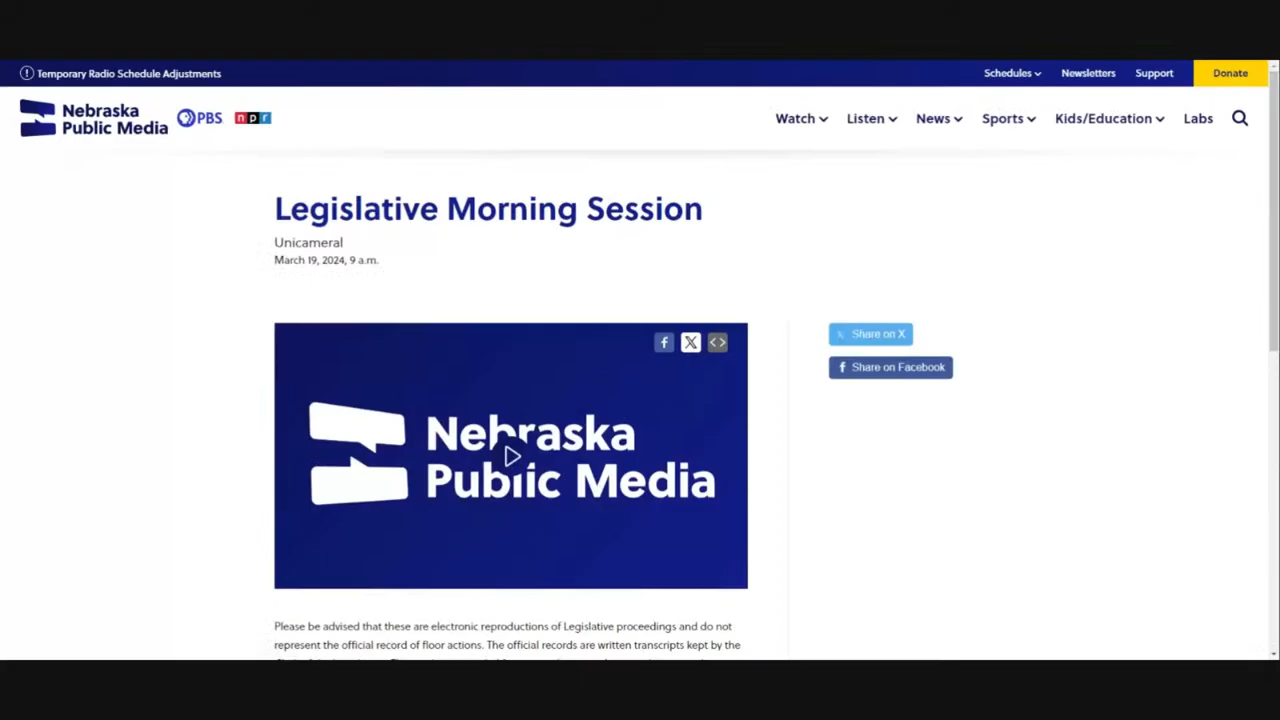 Temporary Radio Schedule Adjustments
Schedules Newsletters Support Donate
Nebraska
Public Media
PBS
npr
Watch Listen News Sports Kids/Education Labs
Legislative Morning Session
Unicameral
March 19, 2024, 9 a.m.
Nebraska
Public Media
Share on X
Share on Facebook
Please be advised that these are electronic reproductions of Legislative proceedings and do not
represent the official record of floor actions. The official records are written transcripts kept by the